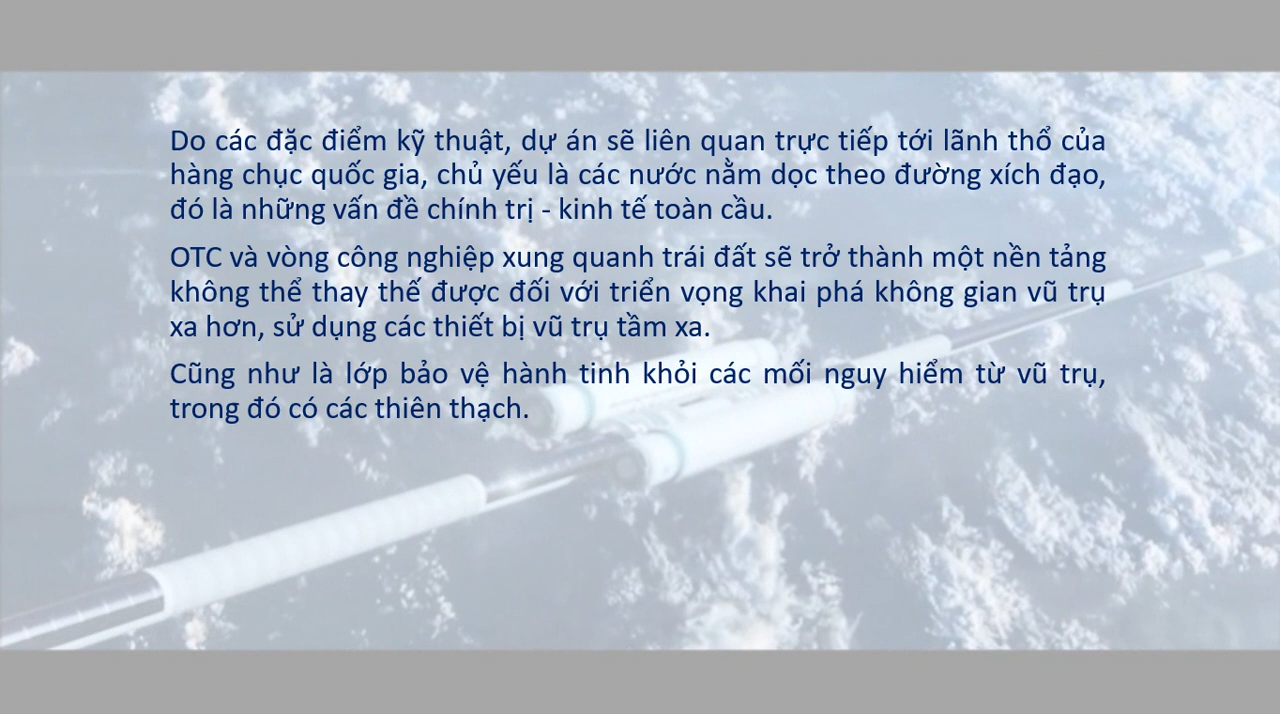 Do các đặc điểm kỹ thuật, dự án sẽ liên quan trực tiếp tới lãnh thổ của
hàng chục quốc gia, chủ yếu là các nước nằm dọc theo đường xích đạo,
đó là những vấn đề chính trị - kinh tế toàn cầu.
OTC và vòng công nghiệp xung quanh trái đất sẽ trở thành một nền tảng
không thể thay thế được đối với triển vọng khai phá không gian vũ trụ
xa hơn, sử dụng các thiết bị vũ trụ tầm xa.
Cũng như là lớp bảo vệ hành tinh khỏi các mối nguy hiểm từ vũ trụ,
trong đó có các thiên thạch.